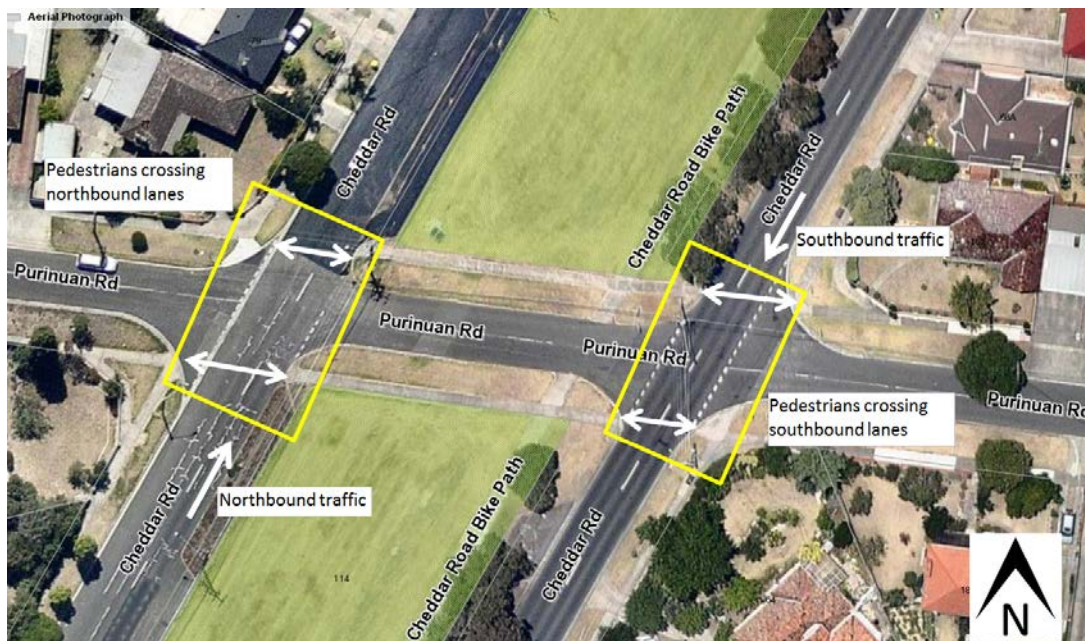 Aerial Photograph
Pedestrians crossing
northbound lanes
Cheddar Rd
Cheddar Road Bike Path
Cheddar Rd
68A
Southbound traffic
Purinuan Rd
Purinuan Rd
Purinuan Rd
Purinuan Rd
Pedestrians crossing
southbound lanes
Northbound traffic
Cheddar Rd
Cheddar Road Bike Path
Cheddar Rd
114
N